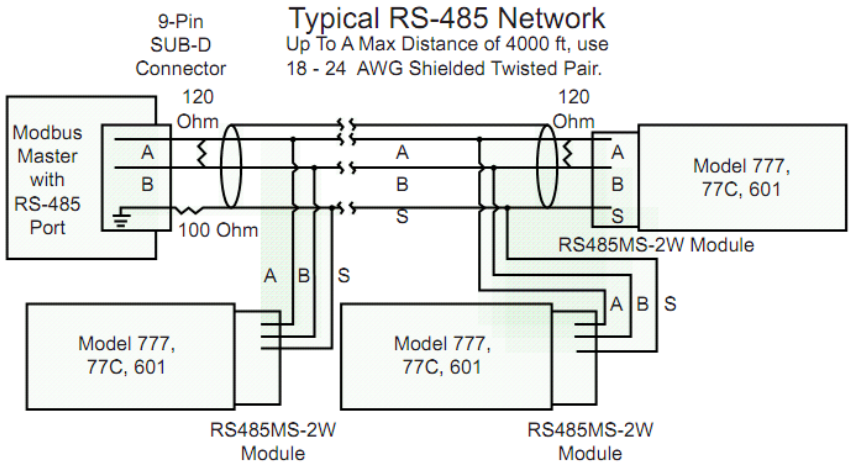 Typical RS-485 Network
Up To A Max Distance of 4000 ft, use
18 - 24 AWG Shielded Twisted Pair.
9-Pin
SUB-D
Connector
120
Ohm
120
Ohm
Modbus
Master
with
RS-485
Port
A
B
A
B
S
A
B
S
Model 777,
77C, 601
100 Ohm
RS485MS-2W Module
A B S
A B S
Model 777,
77C, 601
Model 777,
77C, 601
RS485MS-2W
Module
RS485MS-2W
Module